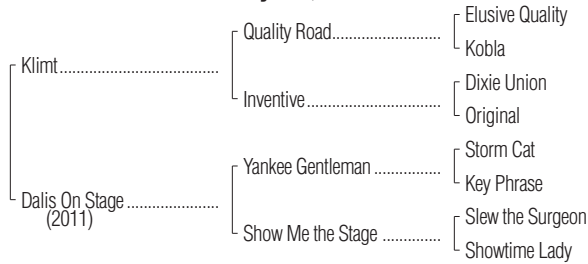 Elusive Quality
Quality Road
Kobla
Klimt
Dixie Union
Inventive
Original
Storm Cat
Yankee Gentleman
Key Phrase
Dalis On Stage
(2011)
Slew the Surgeon
Show Me the Stage
Showtime Lady